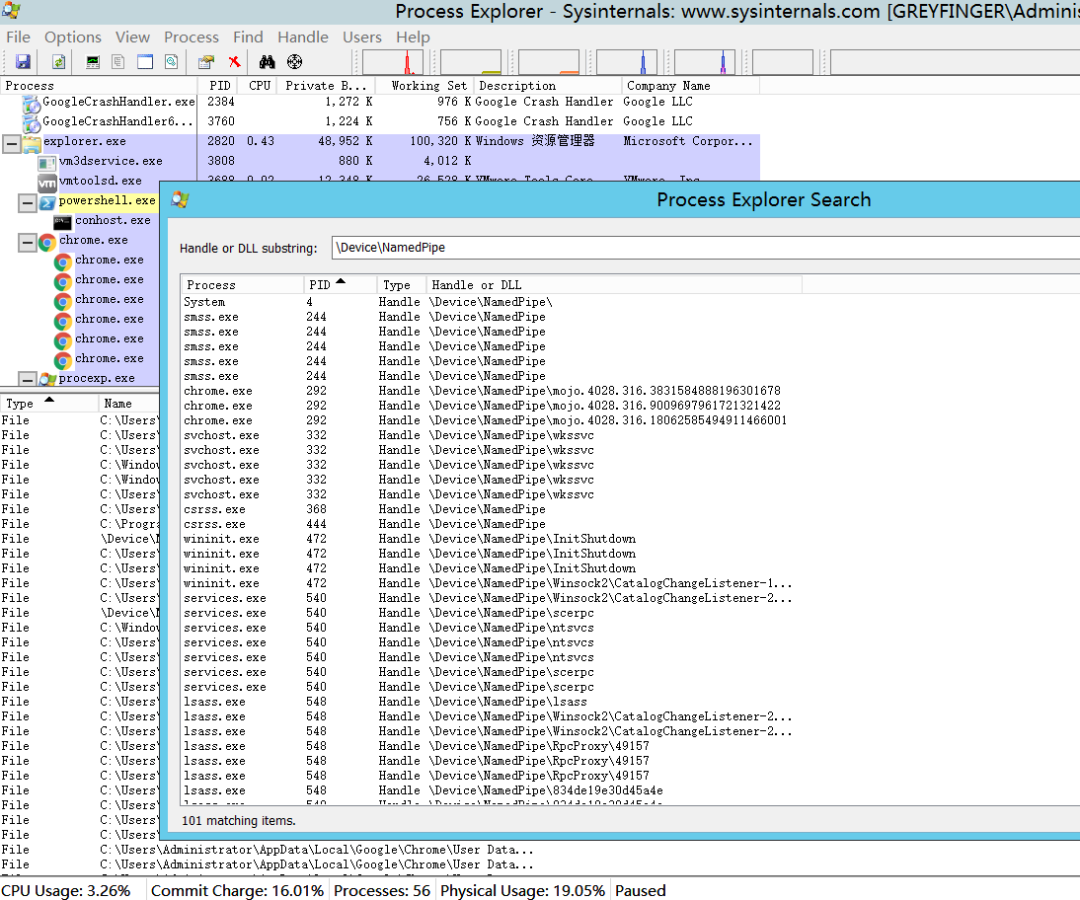 Process Explorer - Sysinternals: www.sysinternals.com [GREYFINGER\Adminis
File Options View Process Find Handle Users Help
Process PID CPU Private B... Working Set Description Company Name
GoogleCrashHandler.exe 2384 1,272 K 976 K Google Crash Handler Google LLC
GoogleCrashHandler6... 3760 1,224 K 756 K Google Crash Handler Google LLC
explorer.exe 2820 0.43 48,952 K 100,320 K Windows 资源管理器 Microsoft Corpor...
vm3dservice.exe 3808 880 K 4,012 K
vmtoolsd.exe 3688 0.02 12,348 K 26,528 K VMware Tools Core VMware, Inc.
powershell.exe
conhost.exe
chrome.exe
chrome.exe
chrome.exe
chrome.exe
chrome.exe
chrome.exe
chrome.exe
procexp.exe
Process Explorer Search
Handle or DLL substring: \Device\NamedPipe
Process PID Type Handle or DLL
System 4 Handle \Device\NamedPipe\
smss.exe 244 Handle \Device\NamedPipe
smss.exe 244 Handle \Device\NamedPipe
smss.exe 244 Handle \Device\NamedPipe
smss.exe 244 Handle \Device\NamedPipe
smss.exe 244 Handle \Device\NamedPipe
chrome.exe 292 Handle \Device\NamedPipe\mojo.4028.316.3831584888196301678
chrome.exe 292 Handle \Device\NamedPipe\mojo.4028.316.9009697961721321422
chrome.exe 292 Handle \Device\NamedPipe\mojo.4028.316.18062585494911466001
svchost.exe 332 Handle \Device\NamedPipe\wkssvc
svchost.exe 332 Handle \Device\NamedPipe\wkssvc
svchost.exe 332 Handle \Device\NamedPipe\wkssvc
svchost.exe 332 Handle \Device\NamedPipe\wkssvc
svchost.exe 332 Handle \Device\NamedPipe\wkssvc
csrss.exe 368 Handle \Device\NamedPipe
csrss.exe 444 Handle \Device\NamedPipe
wininit.exe 472 Handle \Device\NamedPipe\InitShutdown
wininit.exe 472 Handle \Device\NamedPipe\InitShutdown
wininit.exe 472 Handle \Device\NamedPipe\InitShutdown
wininit.exe 472 Handle \Device\NamedPipe\Winsock2\CatalogChangeListener-1...
services.exe 540 Handle \Device\NamedPipe\Winsock2\CatalogChangeListener-2...
services.exe 540 Handle \Device\NamedPipe\scerpc
services.exe 540 Handle \Device\NamedPipe\ntsvcs
services.exe 540 Handle \Device\NamedPipe\ntsvcs
services.exe 540 Handle \Device\NamedPipe\ntsvcs
services.exe 540 Handle \Device\NamedPipe\scerpc
services.exe 540 Handle \Device\NamedPipe\scerpc
lsass.exe 548 Handle \Device\NamedPipe\lsass
lsass.exe 548 Handle \Device\NamedPipe\Winsock2\CatalogChangeListener-2...
lsass.exe 548 Handle \Device\NamedPipe\Winsock2\CatalogChangeListener-2...
lsass.exe 548 Handle \Device\NamedPipe\RpcProxy\49157
lsass.exe 548 Handle \Device\NamedPipe\RpcProxy\49157
lsass.exe 548 Handle \Device\NamedPipe\RpcProxy\49157
lsass.exe 548 Handle \Device\NamedPipe\834de19e30d45a4e
101 matching items.
Type Name
File C:\Users\
File C:\Users\
File C:\Users\
File C:\Windo
File C:\Windo
File C:\Users\
File C:\Users\
File C:\Progra
File \Device\N
File C:\Users\
File C:\Users\
File C:\Users\
File C:\Users\
File \Device\N
File C:\Windo
File C:\Users\
File C:\Users\
File C:\Users\
File C:\Users\
File C:\Users\
File C:\Users\
File C:\Users\
File C:\Users\
File C:\Users\
File C:\Users\
File C:\Users\
File C:\Users\
File C:\Users\
File C:\Users\
File C:\Users\Administrator\AppData\Local\Google\Chrome\User Data...
File C:\Users\Administrator\AppData\Local\Google\Chrome\User Data...
CPU Usage: 3.26% Commit Charge: 16.01% Processes: 56 Physical Usage: 19.05% Paused